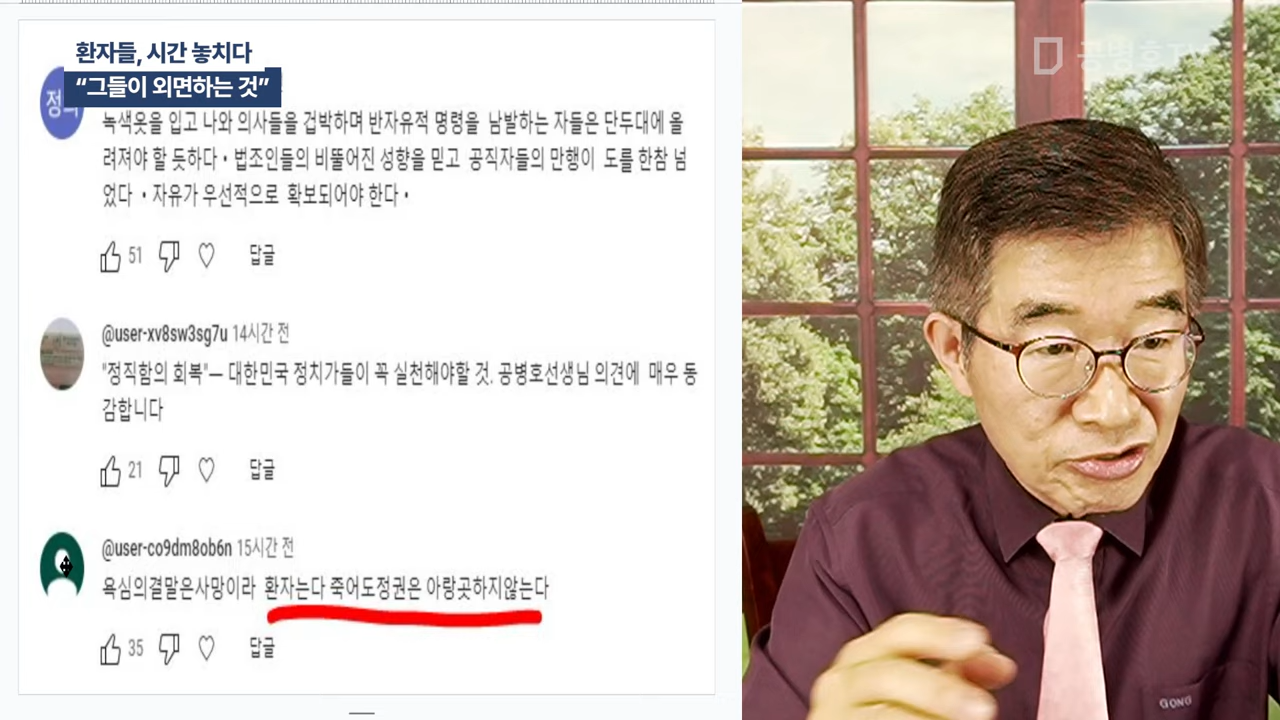 환자들, 시간 놓치다
“그들이 외면하는 것”
공병호TV
녹색옷을 입고 나와 의사들을 겁박하며 반자유적 명령을 남발하는 자들은 단두대에 올
려져야 할 듯하다・법조인들의 비뚤어진 성향을 믿고 공직자들의 만행이 도를 한참 넘
었다 ・자유가 우선적으로 확보되어야 한다・
51 답글
@user-xv8sw3sg7u 14시간 전
"정직함의 회복"— 대한민국 정치가들이 꼭 실천해야할 것. 공병호선생님 의견에 매우 동
감합니다
21 답글
@user-co9dm8ob6n 15시간 전
욕심의결말은사망이라 환자는다 죽어도정권은 아랑곳하지않는다
35 답글
GONG